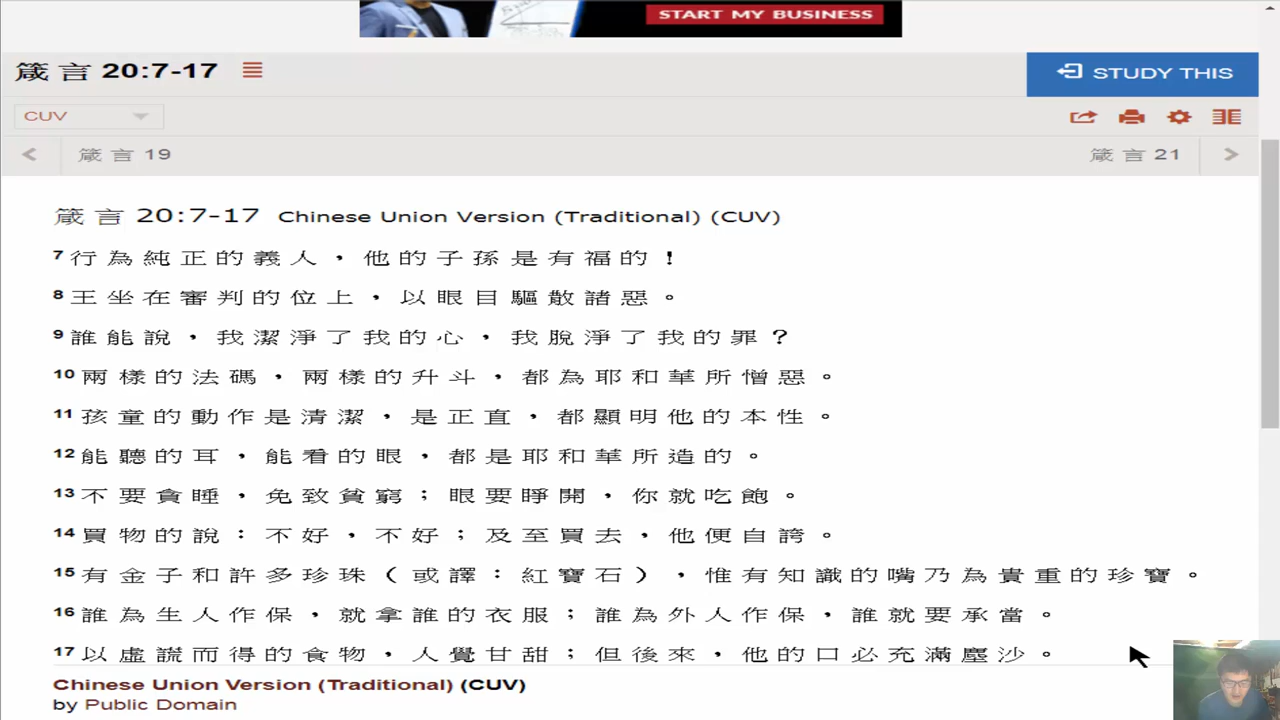 START MY BUSINESS
箴言 20:7-17
STUDY THIS
CUV
箴言 19
箴言 21
箴言 20:7-17 Chinese Union Version (Traditional) (CUV)
7 行為純正的義人，他的子孫是有福的！
8 王坐在審判的位上，以眼目驅散諸惡。
9 誰能說，我潔淨了我的心，我脫淨了我的罪？
10 兩樣的法碼，兩樣的升斗，都為耶和華所憎惡。
11 孩童的動作是清潔，是正直，都顯明他的本性。
12 能聽的耳，能看的眼，都是耶和華所造的。
13 不要貪睡，免致貧窮；眼要睜開，你就吃飽。
14 買物的說：不好，不好；及至買去，他便自誇。
15 有金子和許多珍珠（或譯：紅寶石），惟有知識的嘴乃為貴重的珍寶。
16 誰為生人作保，就拿誰的衣服；誰為外人作保，誰就要承當。
17 以虛謊而得的食物，人覺甘甜；但後來，他的口必充滿塵沙。
Chinese Union Version (Traditional) (CUV)
by Public Domain